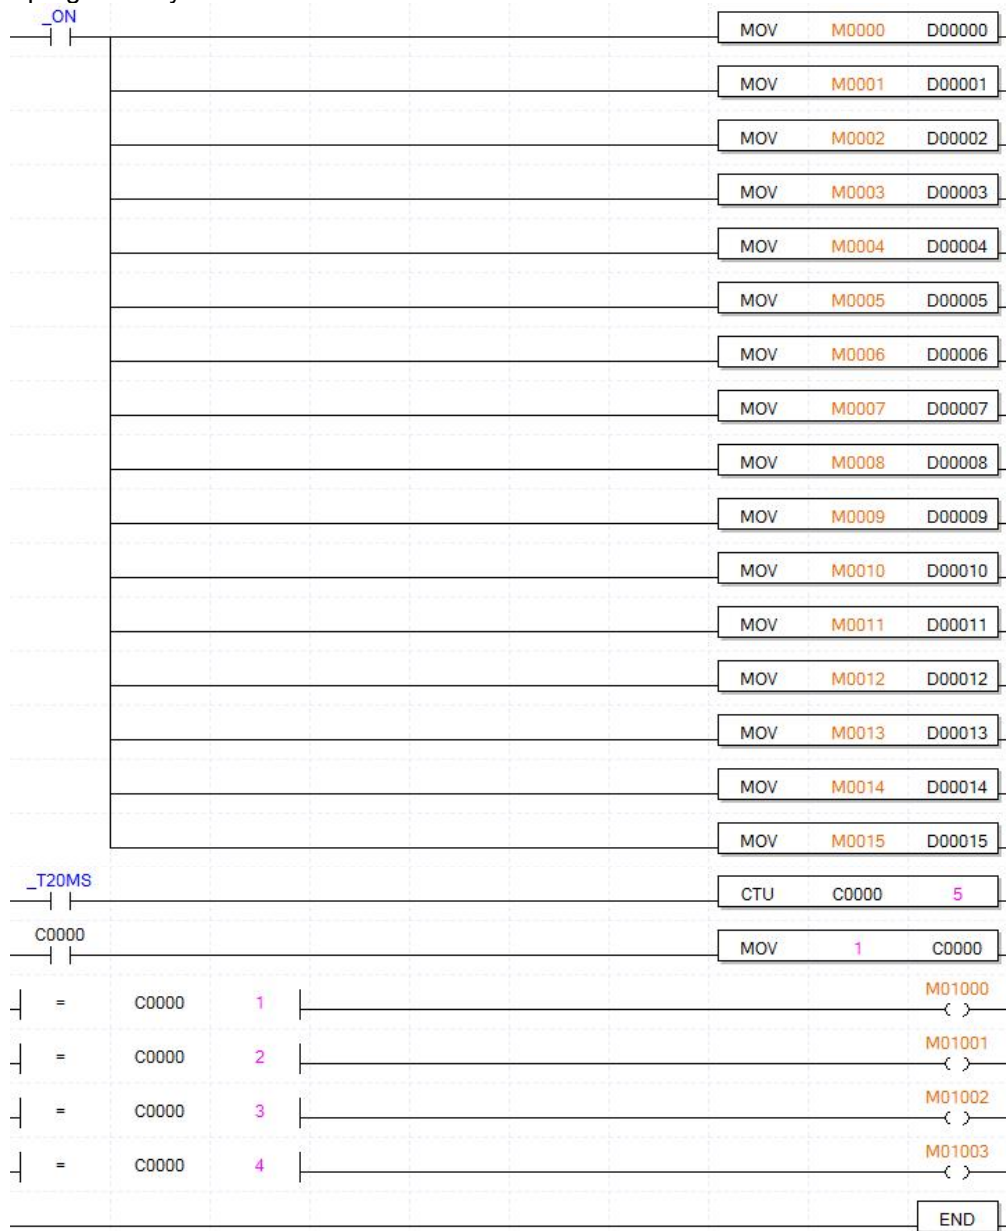 _ON
MOV M0000 D00000
MOV M0001 D00001
MOV M0002 D00002
MOV M0003 D00003
MOV M0004 D00004
MOV M0005 D00005
MOV M0006 D00006
MOV M0007 D00007
MOV M0008 D00008
MOV M0009 D00009
MOV M0010 D00010
MOV M0011 D00011
MOV M0012 D00012
MOV M0013 D00013
MOV M0014 D00014
MOV M0015 D00015
_T20MS
CTU C0000 5
C0000
MOV 1 C0000
M01000
= C0000 1
M01001
= C0000 2
M01002
= C0000 3
M01003
= C0000 4
END